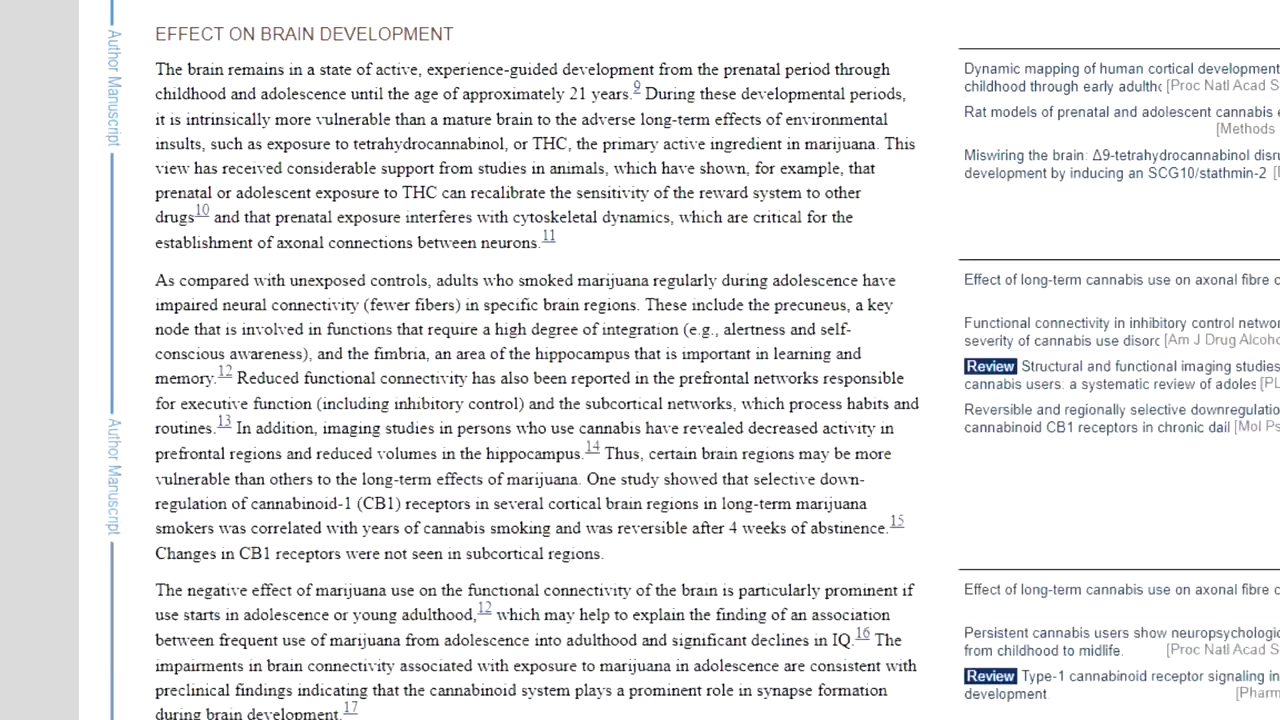 EFFECT ON BRAIN DEVELOPMENT
The brain remains in a state of active, experience-guided development from the prenatal period through
childhood and adolescence until the age of approximately 21 years.9 During these developmental periods,
it is intrinsically more vulnerable than a mature brain to the adverse long-term effects of environmental
insults, such as exposure to tetrahydrocannabinol, or THC, the primary active ingredient in marijuana. This
view has received considerable support from studies in animals, which have shown, for example, that
prenatal or adolescent exposure to THC can recalibrate the sensitivity of the reward system to other
drugs10 and that prenatal exposure interferes with cytoskeletal dynamics, which are critical for the
establishment of axonal connections between neurons.11
As compared with unexposed controls, adults who smoked marijuana regularly during adolescence have
impaired neural connectivity (fewer fibers) in specific brain regions. These include the precuneus, a key
node that is involved in functions that require a high degree of integration (e.g., alertness and self-
conscious awareness), and the fimbria, an area of the hippocampus that is important in learning and
memory.12 Reduced functional connectivity has also been reported in the prefrontal networks responsible
for executive function (including inhibitory control) and the subcortical networks, which process habits and
routines.13 In addition, imaging studies in persons who use cannabis have revealed decreased activity in
prefrontal regions and reduced volumes in the hippocampus.14 Thus, certain brain regions may be more
vulnerable than others to the long-term effects of marijuana. One study showed that selective down-
regulation of cannabinoid-1 (CB1) receptors in several cortical brain regions in long-term marijuana
smokers was correlated with years of cannabis smoking and was reversible after 4 weeks of abstinence.15
Changes in CB1 receptors were not seen in subcortical regions.
The negative effect of marijuana use on the functional connectivity of the brain is particularly prominent if
use starts in adolescence or young adulthood,12 which may help to explain the finding of an association
between frequent use of marijuana from adolescence into adulthood and significant declines in IQ.16 The
impairments in brain connectivity associated with exposure to marijuana in adolescence are consistent with
preclinical findings indicating that the cannabinoid system plays a prominent role in synapse formation
during brain development.17
Author Manuscript
Author Manuscript
Dynamic mapping of human cortical development
childhood through early adulthc [Proc Natl Acad S
Rat models of prenatal and adolescent cannabis e
[Methods
Miswiring the brain: Δ9-tetrahydrocannabinol disru
development by inducing an SCG10/stathmin-2 [
Effect of long-term cannabis use on axonal fibre c
Functional connectivity in inhibitory control networ
severity of cannabis use disorc [Am J Drug Alcoho
Review Structural and functional imaging studies
cannabis users: a systematic review of adoles [PL
Reversible and regionally selective downregulatio
cannabinoid CB1 receptors in chronic dail [Mol Ps
Effect of long-term cannabis use on axonal fibre c
Persistent cannabis users show neuropsychologic
from childhood to midlife. [Proc Natl Acad S
Review Type-1 cannabinoid receptor signaling in
development. [Pharm